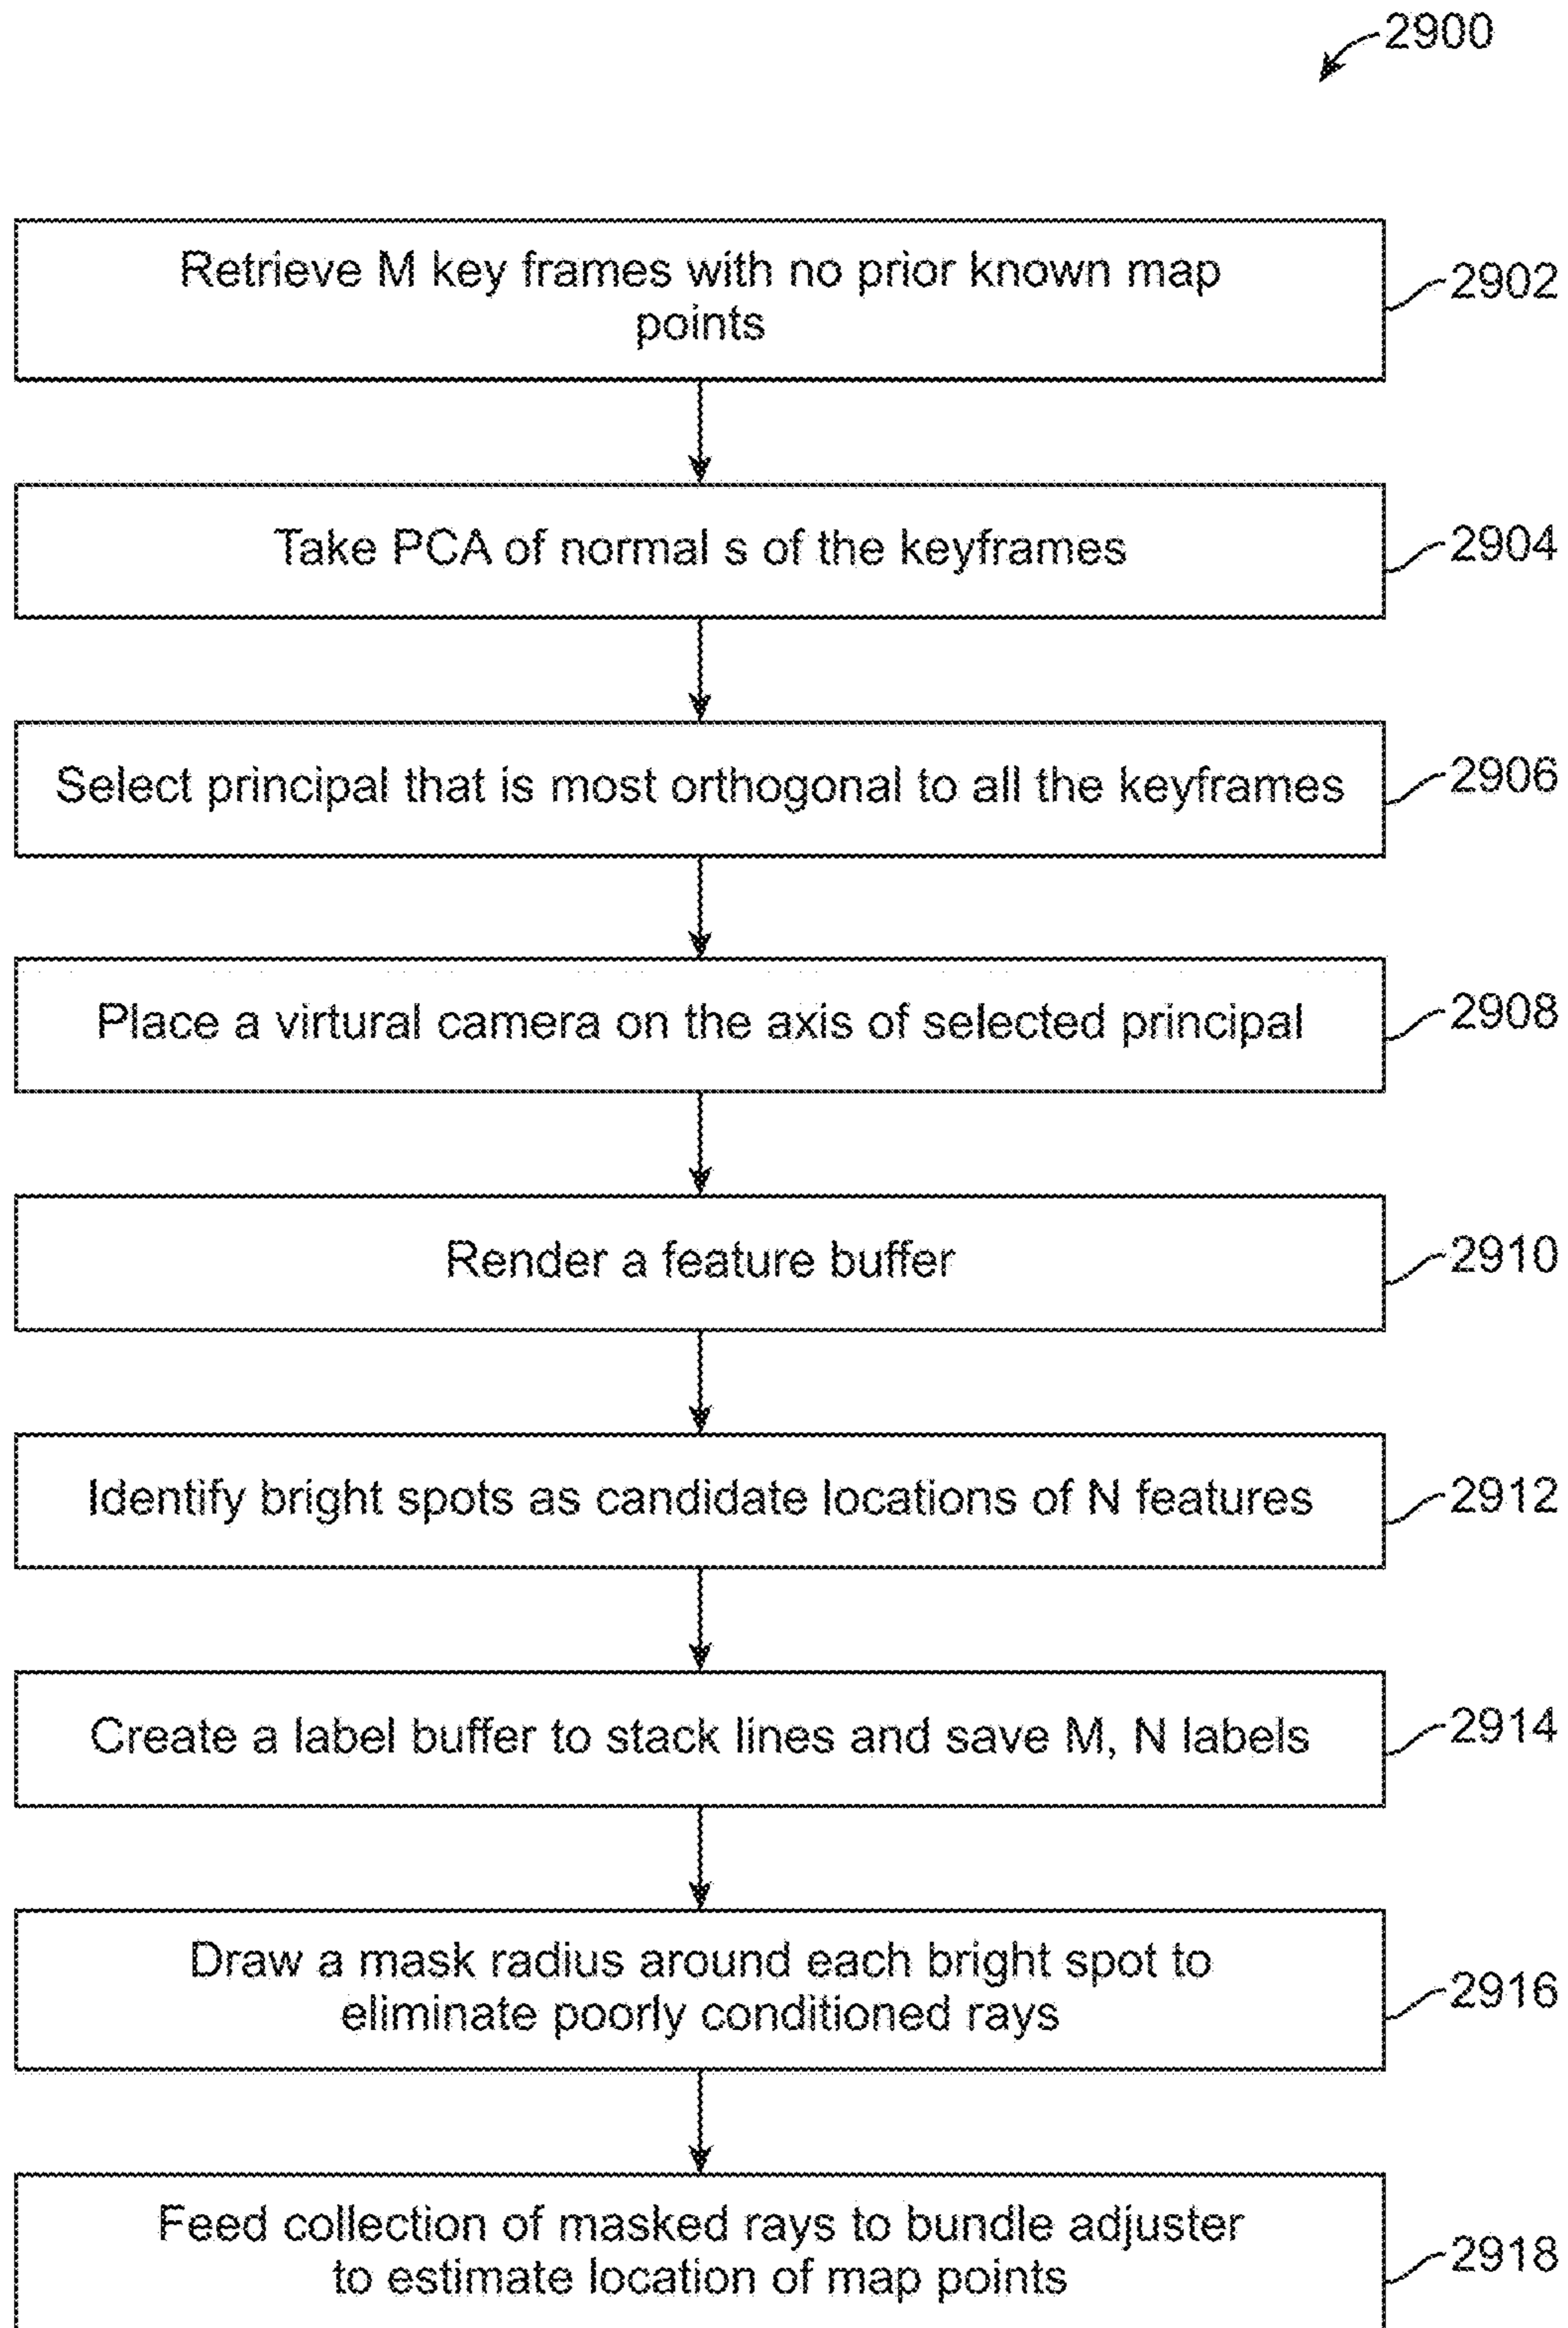 2900
Retrieve M key frames with no prior known map
points
2902
Take PCA of normal s of the keyframes
2904
Select principal that is most orthogonal to all the keyframes
2906
Place a virtural camera on the axis of selected principal
2908
Render a feature buffer
2910
Identify bright spots as candidate locations of N features
2912
Create a label buffer to stack lines and save M, N labels
2914
Draw a mask radius around each bright spot to
eliminate poorly conditioned rays
2916
Feed collection of masked rays to bundle adjuster
to estimate location of map points
2918